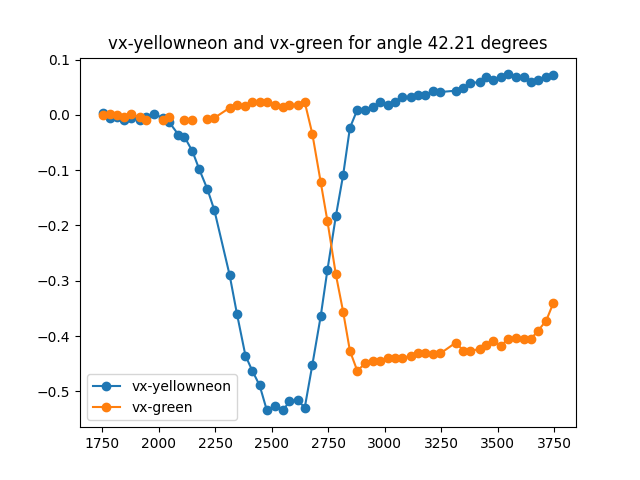 vx-yellowneon and vx-green for angle 42.21 degrees
0.1
0.0
−0.1
−0.2
−0.3
−0.4
−0.5
vx-yellowneon
vx-green
1750 2000 2250 2500 2750 3000 3250 3500 3750